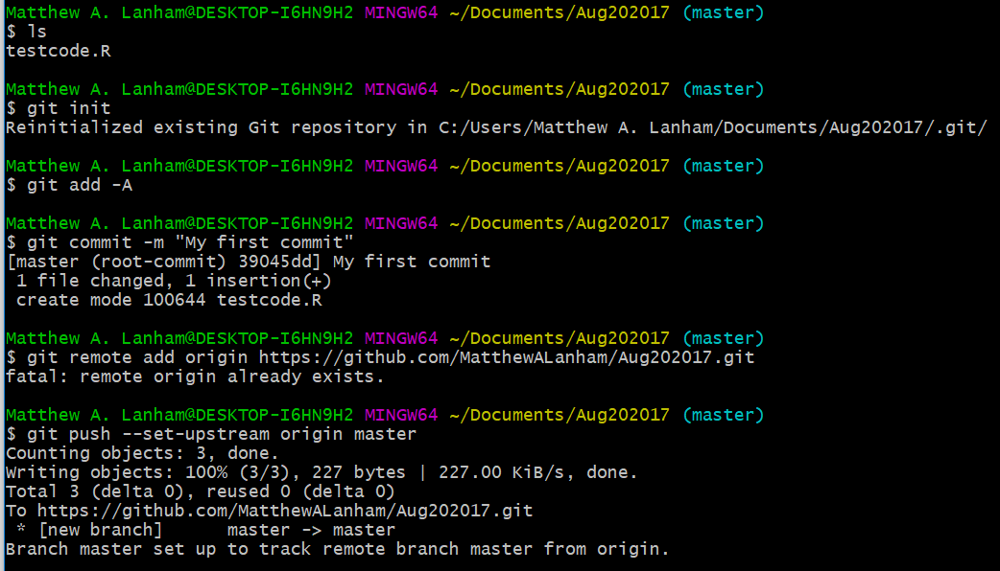 Matthew A. Lanham@DESKTOP-I6HN9H2 MINGW64 ~/Documents/Aug202017 (master)
$ ls
testcode.R
Matthew A. Lanham@DESKTOP-I6HN9H2 MINGW64 ~/Documents/Aug202017 (master)
$ git init
Reinitialized existing Git repository in C:/Users/Matthew A. Lanham/Documents/Aug202017/.git/
Matthew A. Lanham@DESKTOP-I6HN9H2 MINGW64 ~/Documents/Aug202017 (master)
$ git add -A
Matthew A. Lanham@DESKTOP-I6HN9H2 MINGW64 ~/Documents/Aug202017 (master)
$ git commit -m "My first commit"
[master (root-commit) 39045dd] My first commit
 1 file changed, 1 insertion(+)
 create mode 100644 testcode.R
Matthew A. Lanham@DESKTOP-I6HN9H2 MINGW64 ~/Documents/Aug202017 (master)
$ git remote add origin https://github.com/MatthewALanham/Aug202017.git
fatal: remote origin already exists.
Matthew A. Lanham@DESKTOP-I6HN9H2 MINGW64 ~/Documents/Aug202017 (master)
$ git push --set-upstream origin master
Counting objects: 3, done.
Writing objects: 100% (3/3), 227 bytes | 227.00 KiB/s, done.
Total 3 (delta 0), reused 0 (delta 0)
To https://github.com/MatthewALanham/Aug202017.git
 * [new branch]      master -> master
Branch master set up to track remote branch master from origin.